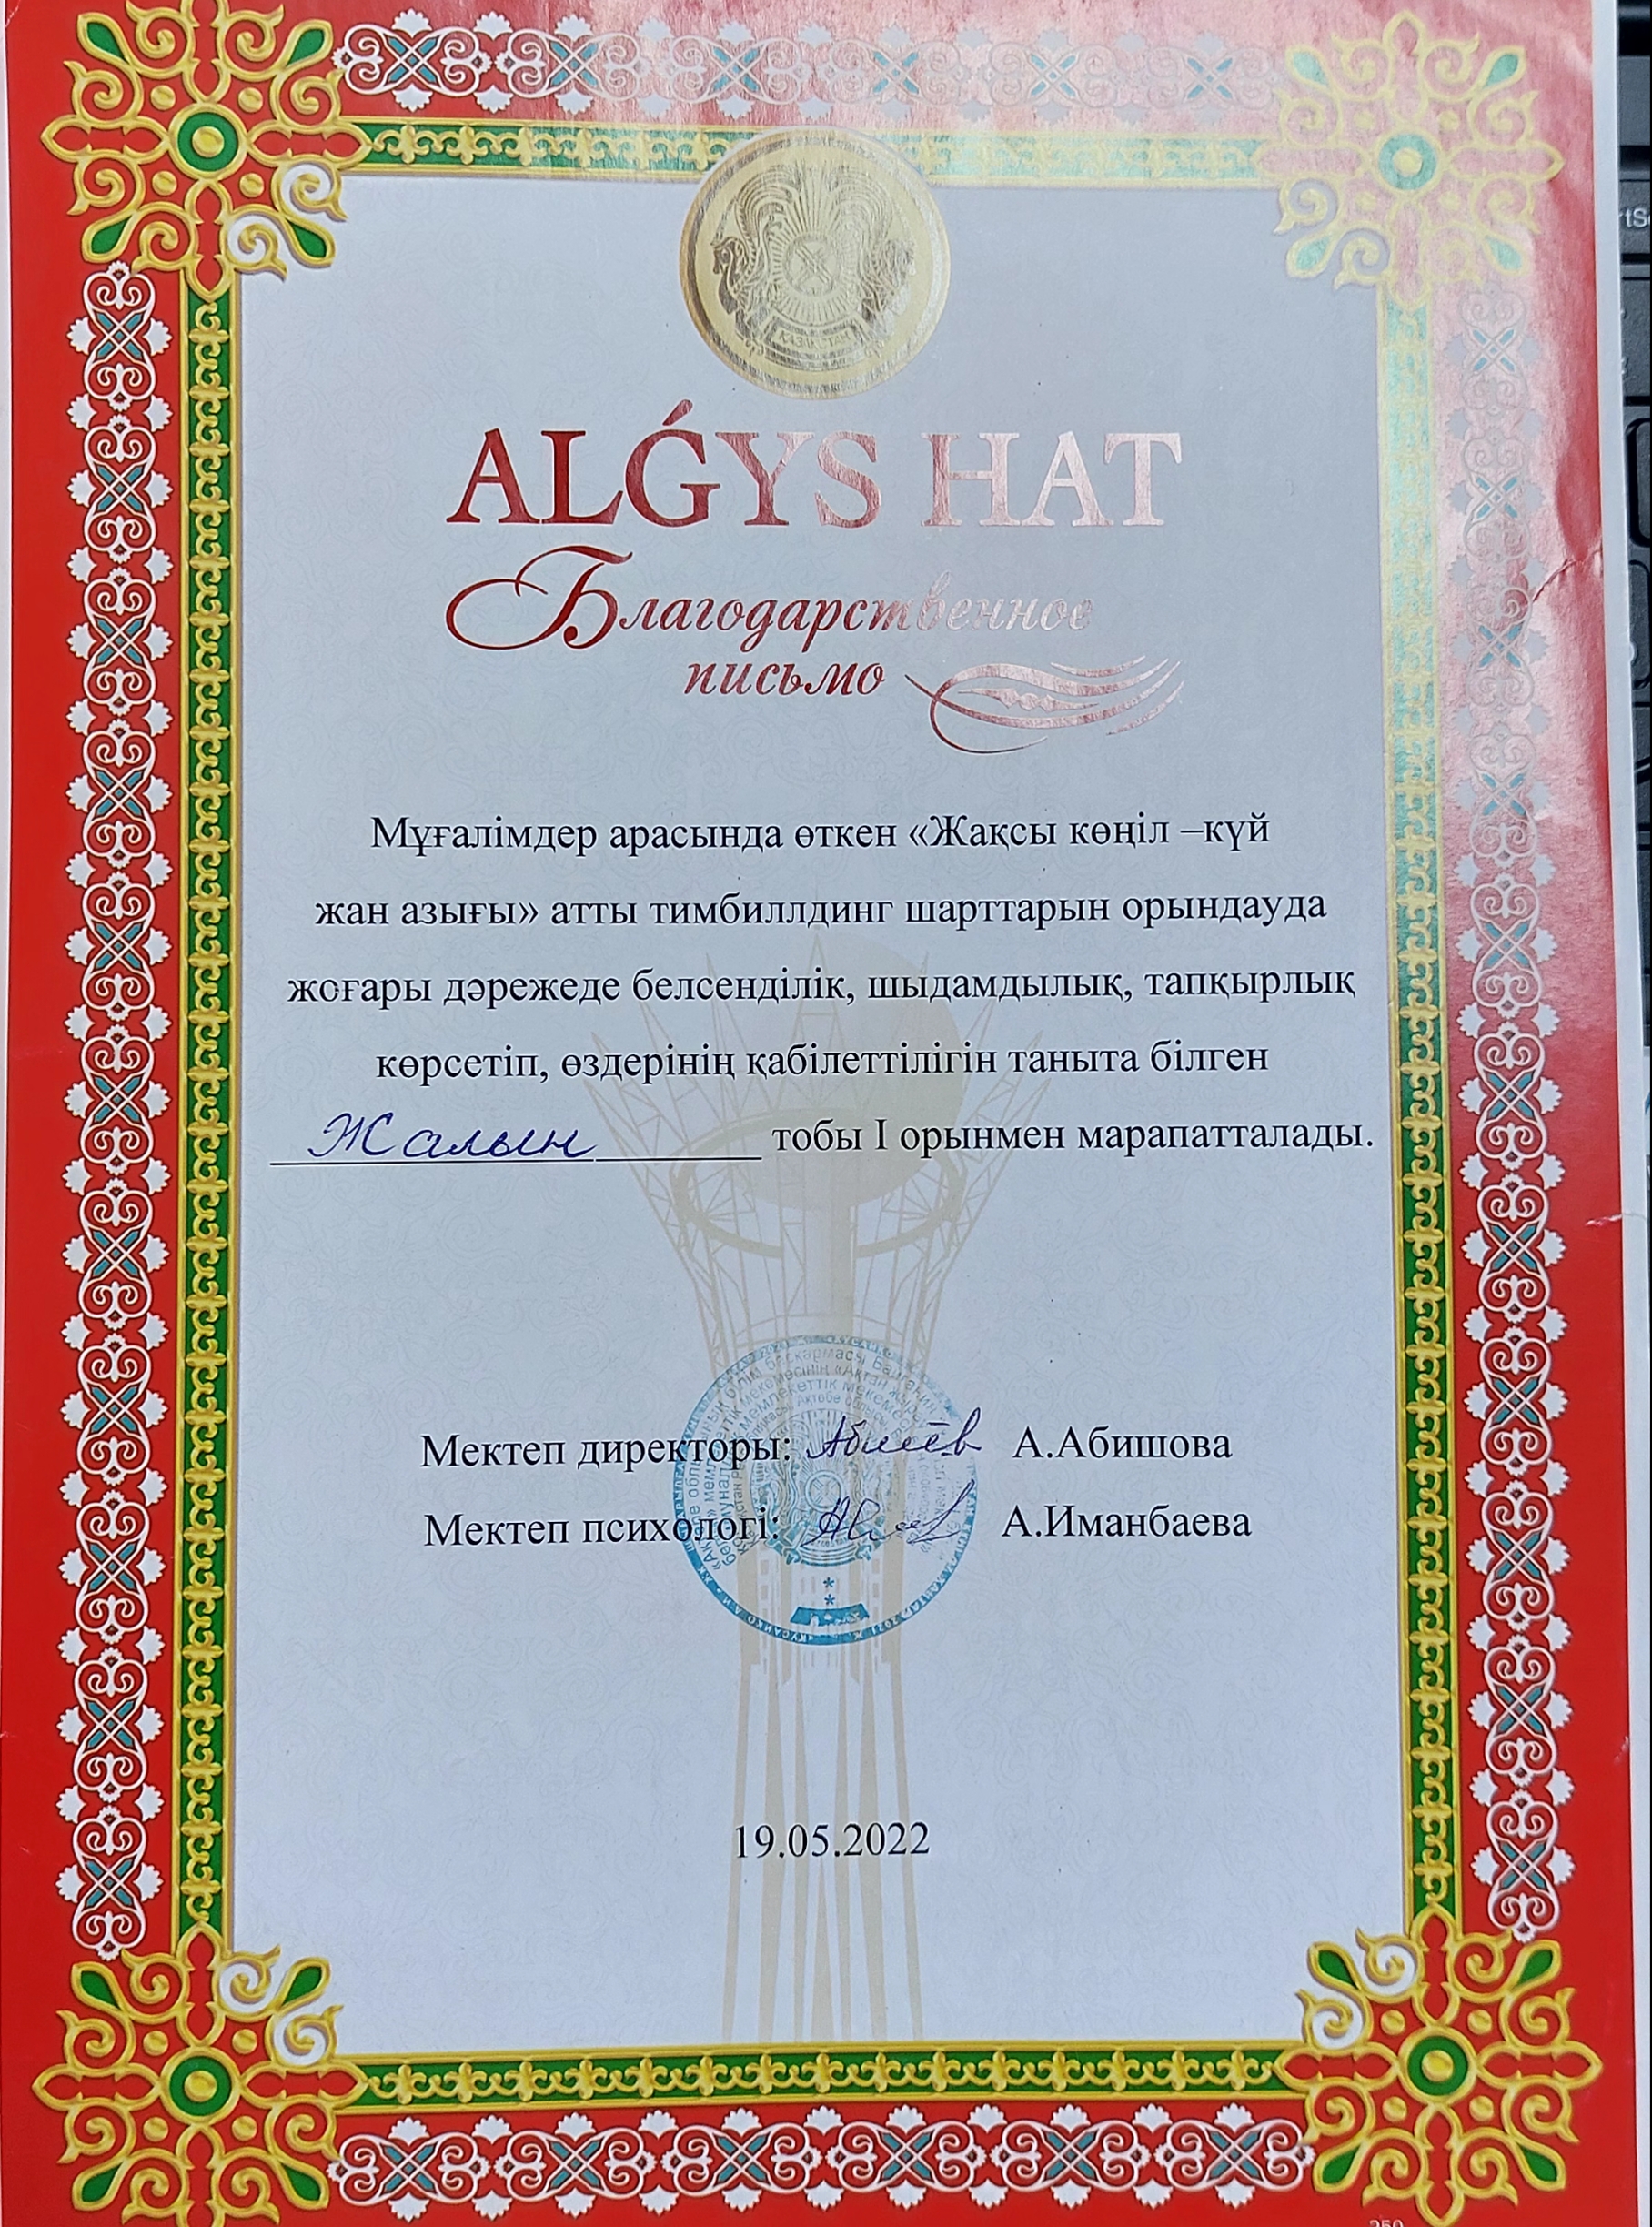 ҚАЗАҚСТАН
ALǴYS HAT
Благодарственное
письмо
Мұғалімдер арасында өткен «Жақсы көңіл –күй
жан азығы» атты тимбиллдинг шарттарын орындауда
жоғары дәрежеде белсенділік, шыдамдылық, тапқырлық
көрсетіп, өздерінің қабілеттілігін таныта білген
Жалын тобы І орынмен марапатталады.
Мектеп директоры: А.Абишова
Мектеп психологі: А.Иманбаева
19.05.2022